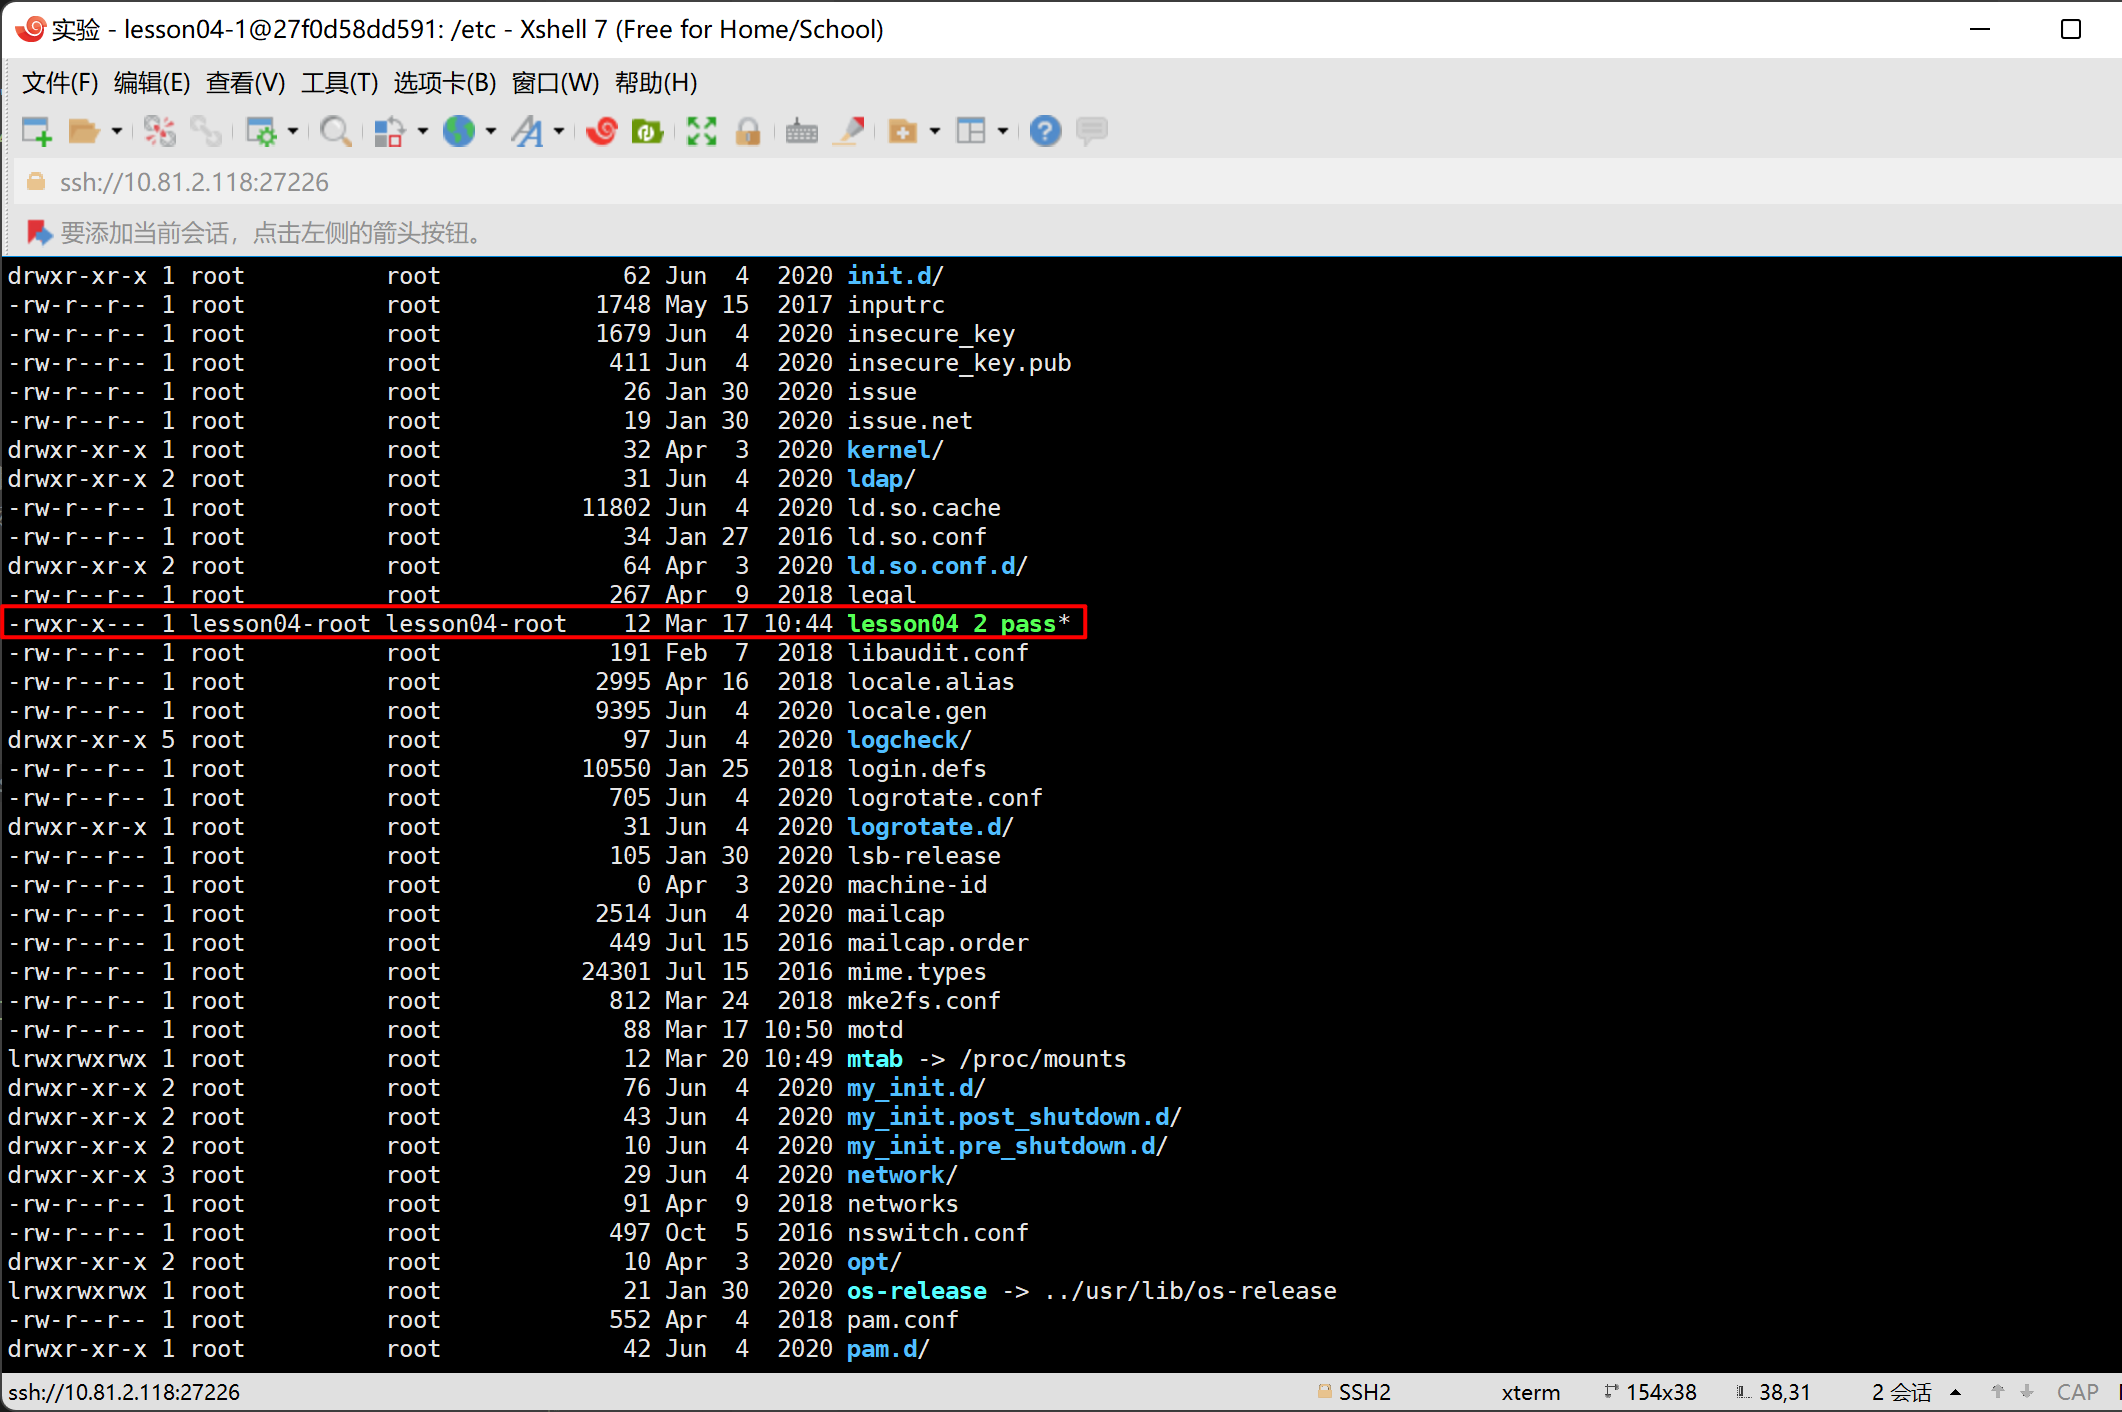 实验 - lesson04-1@27f0d58dd591: /etc - Xshell 7 (Free for Home/School)
文件(F) 编辑(E) 查看(V) 工具(T) 选项卡(B) 窗口(W) 帮助(H)
ssh://10.81.2.118:27226
要添加当前会话，点击左侧的箭头按钮。
drwxr-xr-x 1 root root 62 Jun 4 2020 init.d/
-rw-r--r-- 1 root root 1748 May 15 2017 inputrc
-rw-r--r-- 1 root root 1679 Jun 4 2020 insecure_key
-rw-r--r-- 1 root root 411 Jun 4 2020 insecure_key.pub
-rw-r--r-- 1 root root 26 Jan 30 2020 issue
-rw-r--r-- 1 root root 19 Jan 30 2020 issue.net
drwxr-xr-x 1 root root 32 Apr 3 2020 kernel/
drwxr-xr-x 2 root root 31 Jun 4 2020 ldap/
-rw-r--r-- 1 root root 11802 Jun 4 2020 ld.so.cache
-rw-r--r-- 1 root root 34 Jan 27 2016 ld.so.conf
drwxr-xr-x 2 root root 64 Apr 3 2020 ld.so.conf.d/
-rw-r--r-- 1 root root 267 Apr 9 2018 legal
-rwxr-x--- 1 lesson04-root lesson04-root 12 Mar 17 10:44 lesson04 2 pass*
-rw-r--r-- 1 root root 191 Feb 7 2018 libaudit.conf
-rw-r--r-- 1 root root 2995 Apr 16 2018 locale.alias
-rw-r--r-- 1 root root 9395 Jun 4 2020 locale.gen
drwxr-xr-x 5 root root 97 Jun 4 2020 logcheck/
-rw-r--r-- 1 root root 10550 Jan 25 2018 login.defs
-rw-r--r-- 1 root root 705 Jun 4 2020 logrotate.conf
drwxr-xr-x 1 root root 31 Jun 4 2020 logrotate.d/
-rw-r--r-- 1 root root 105 Jan 30 2020 lsb-release
-rw-r--r-- 1 root root 0 Apr 3 2020 machine-id
-rw-r--r-- 1 root root 2514 Jun 4 2020 mailcap
-rw-r--r-- 1 root root 449 Jul 15 2016 mailcap.order
-rw-r--r-- 1 root root 24301 Jul 15 2016 mime.types
-rw-r--r-- 1 root root 812 Mar 24 2018 mke2fs.conf
-rw-r--r-- 1 root root 88 Mar 17 10:50 motd
lrwxrwxrwx 1 root root 12 Mar 20 10:49 mtab -> /proc/mounts
drwxr-xr-x 2 root root 76 Jun 4 2020 my_init.d/
drwxr-xr-x 2 root root 43 Jun 4 2020 my_init.post_shutdown.d/
drwxr-xr-x 2 root root 10 Jun 4 2020 my_init.pre_shutdown.d/
drwxr-xr-x 3 root root 29 Jun 4 2020 network/
-rw-r--r-- 1 root root 91 Apr 9 2018 networks
-rw-r--r-- 1 root root 497 Oct 5 2016 nsswitch.conf
drwxr-xr-x 2 root root 10 Apr 3 2020 opt/
lrwxrwxrwx 1 root root 21 Jan 30 2020 os-release -> ../usr/lib/os-release
-rw-r--r-- 1 root root 552 Apr 4 2018 pam.conf
drwxr-xr-x 1 root root 42 Jun 4 2020 pam.d/
ssh://10.81.2.118:27226 SSH2 xterm 154x38 38,31 2 会话 CAP